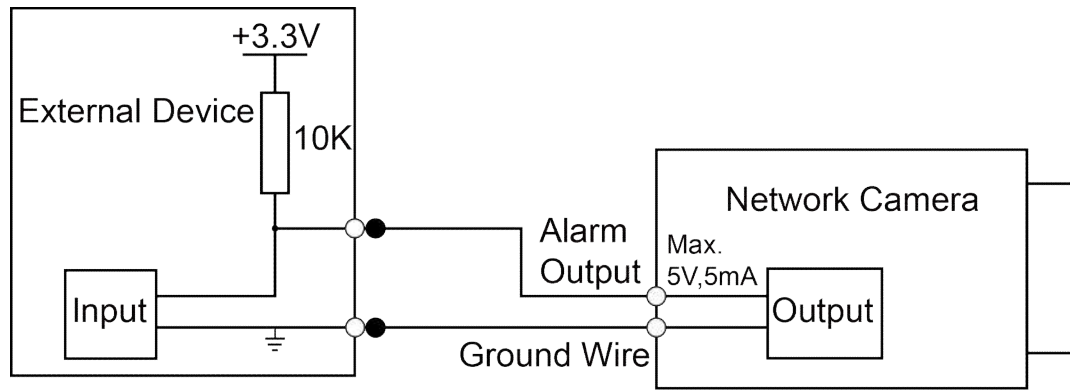 +3.3V
External Device
10K
Network Camera
Alarm
Output
Max.
5V,5mA
Input
Output
Ground Wire